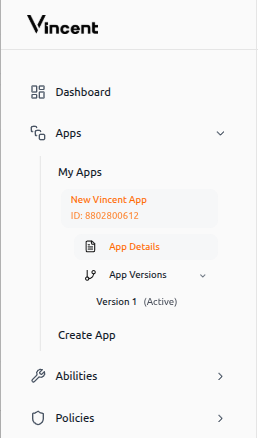 Vincent
Dashboard
Apps
My Apps
New Vincent App
ID: 8802800612
App Details
App Versions
Version 1 (Active)
Create App
Abilities
Policies